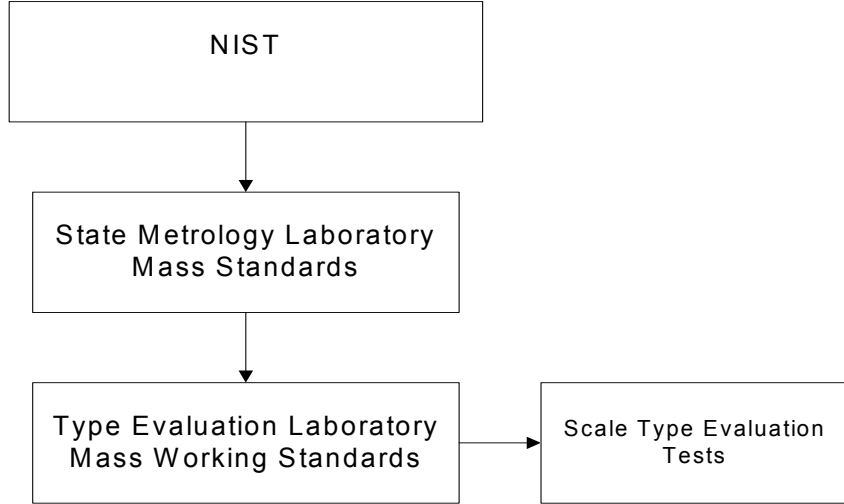 NIST
State Metrology Laboratory
Mass Standards
Type Evaluation Laboratory
Mass Working Standards
Scale Type Evaluation
Tests